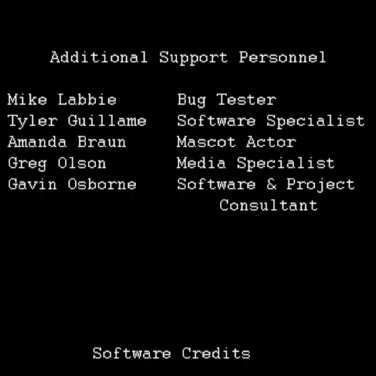 Additional Support Personnel
Mike Labbie Bug Tester
Tyler Guillame Software Specialist
Amanda Braun Mascot Actor
Greg Olson Media Specialist
Gavin Osborne Software & Project
Consultant
Software Credits